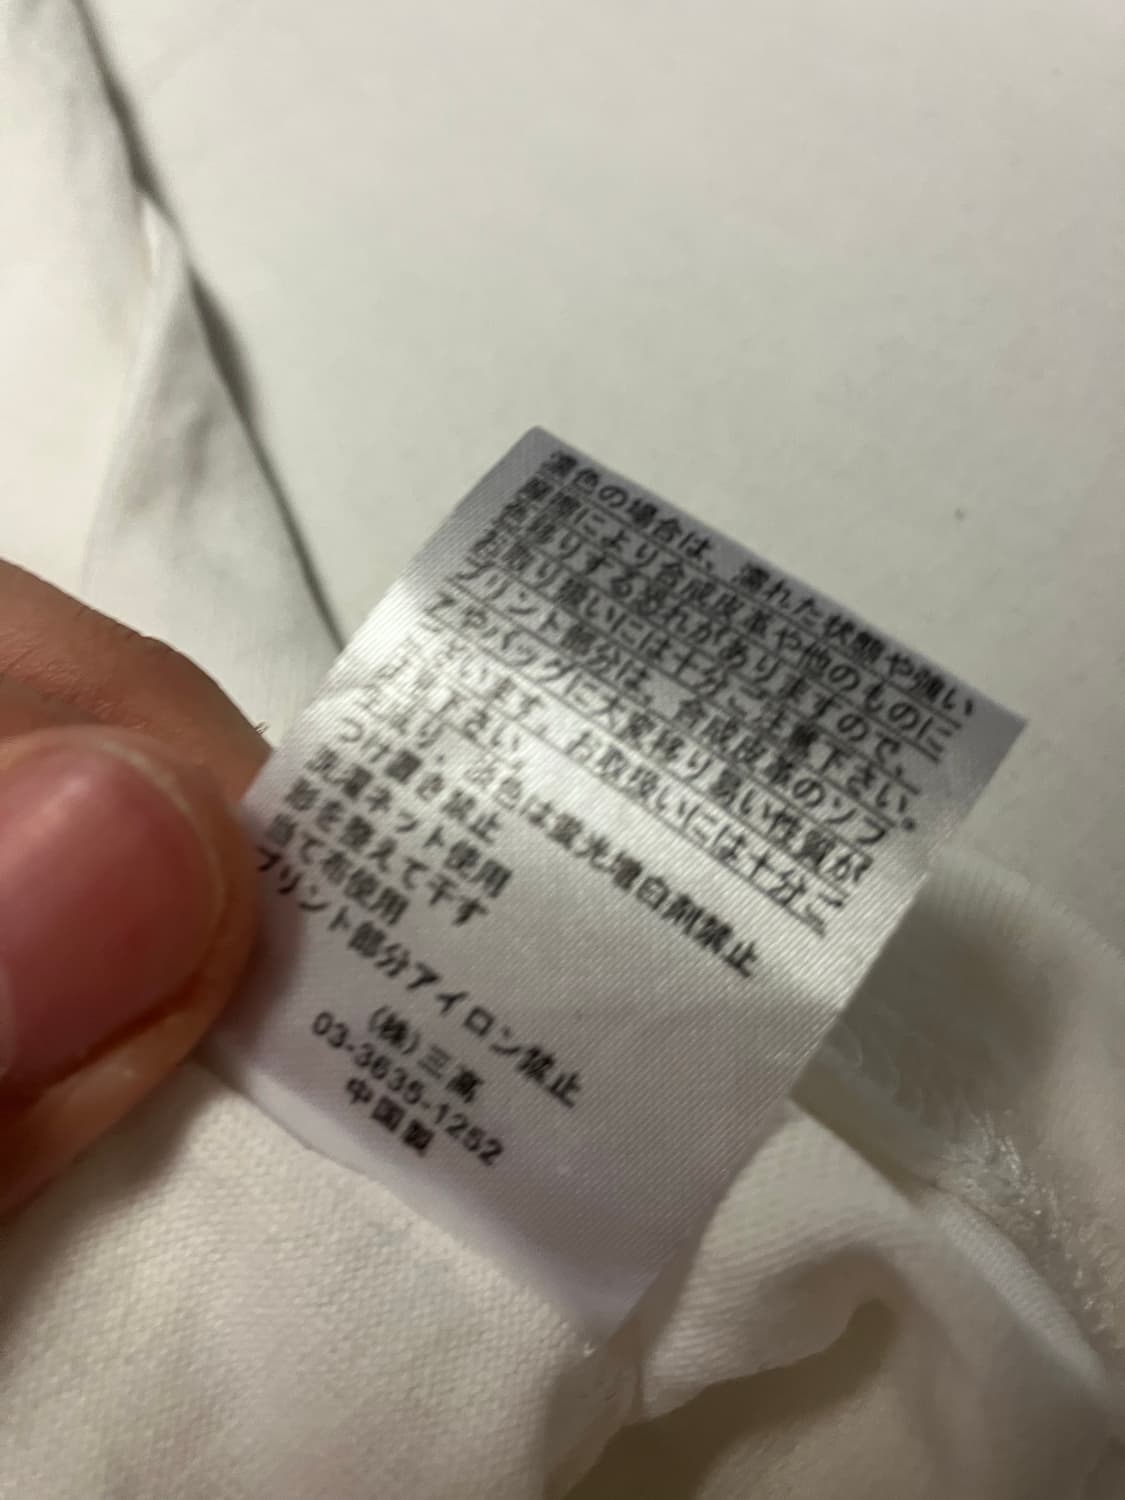 濃色の場合は、濡れた状態や強い
摩擦により合成皮革や他のものに
色移りする恐れがありますので、
お取り扱いには十分ご注意下さい。
プリント部分は、合成皮革のソフ
やバッグに大変移り易い性質が
ざいます。お取扱いには十分ご
下さい。
淡色は蛍光増白剤禁止
つけ置き禁止
洗濯ネット使用
形を整えて干す
当て布使用
プリント部分アイロン禁止
(株)三高
03-3635-1252
中国製